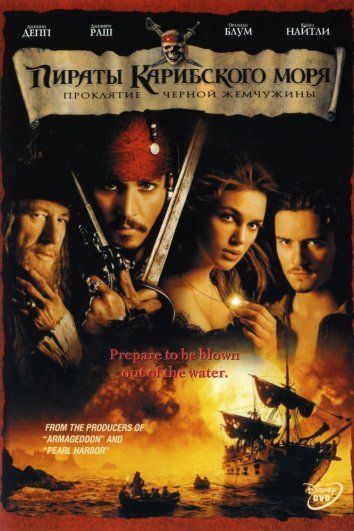 ДЖОННИ ДЕПП
ДЖЕФФРИ РАШ
ОРЛАНДО БЛУМ
КИРА НАЙТЛИ
ПИРАТЫ КАРИБСКОГО МОРЯ
ПРОКЛЯТИЕ ЧЕРНОЙ ЖЕМЧУЖИНЫ
Prepare to be blown
out of the water.
FROM THE PRODUCERS OF
"ARMAGEDDON" AND
"PEARL HARBOR"
Disney
DVD